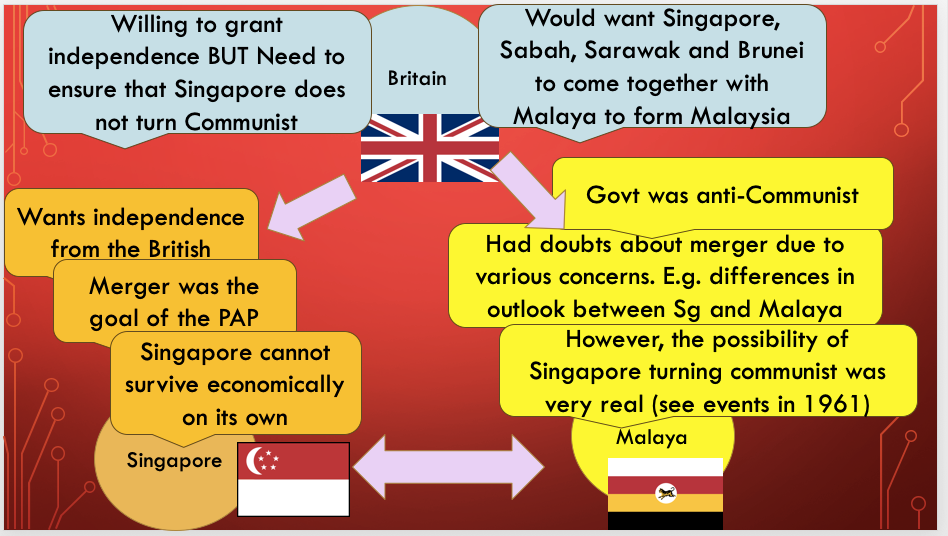 Willing to grant
independence BUT Need to
ensure that Singapore does
not turn Communist
Britain
Would want Singapore,
Sabah, Sarawak and Brunei
to come together with
Malaya to form Malaysia
Wants independence
from the British
Merger was the
goal of the PAP
Singapore cannot
survive economically
on its own
Singapore
Govt was anti-Communist
Had doubts about merger due to
various concerns. E.g. differences in
outlook between Sg and Malaya
However, the possibility of
Singapore turning communist was
very real (see events in 1961)
Malaya